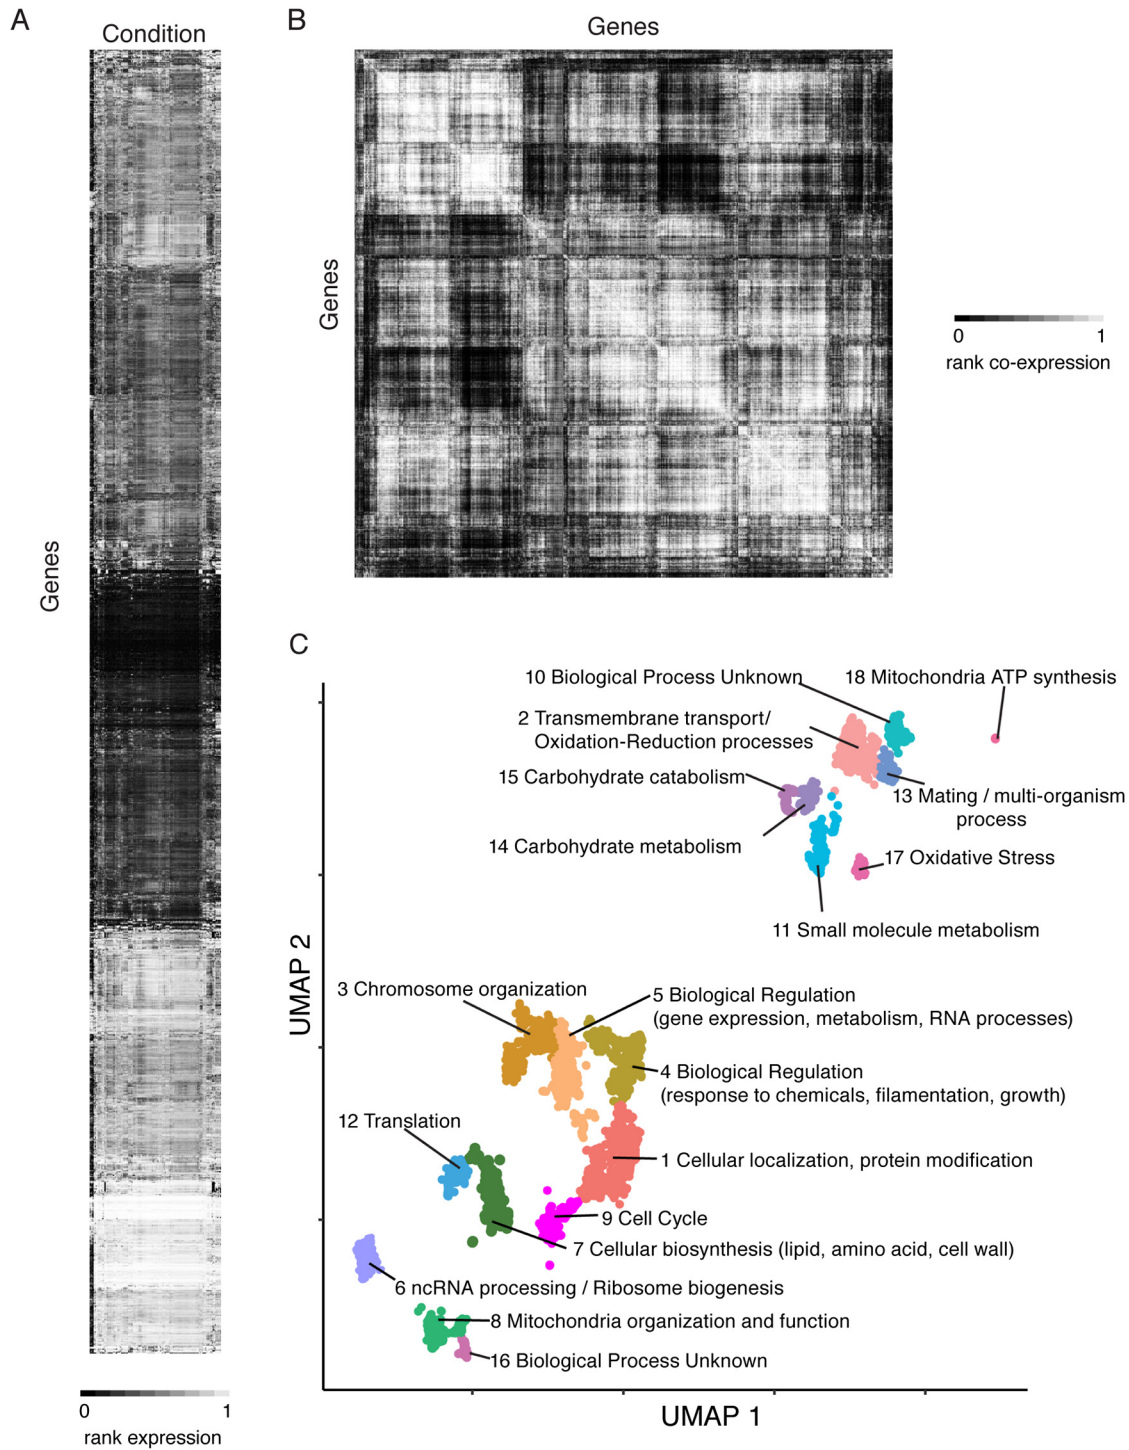 A
Condition
Genes
0 1
rank expression
B
Genes
Genes
0 1
rank co-expression
C
10 Biological Process Unknown
18 Mitochondria ATP synthesis
2 Transmembrane transport/
Oxidation-Reduction processes
15 Carbohydrate catabolism
13 Mating / multi-organism
process
14 Carbohydrate metabolism
17 Oxidative Stress
11 Small molecule metabolism
3 Chromosome organization
5 Biological Regulation
(gene expression, metabolism, RNA processes)
4 Biological Regulation
(response to chemicals, filamentation, growth)
12 Translation
1 Cellular localization, protein modification
9 Cell Cycle
7 Cellular biosynthesis (lipid, amino acid, cell wall)
6 ncRNA processing / Ribosome biogenesis
8 Mitochondria organization and function
16 Biological Process Unknown
UMAP 2
UMAP 1